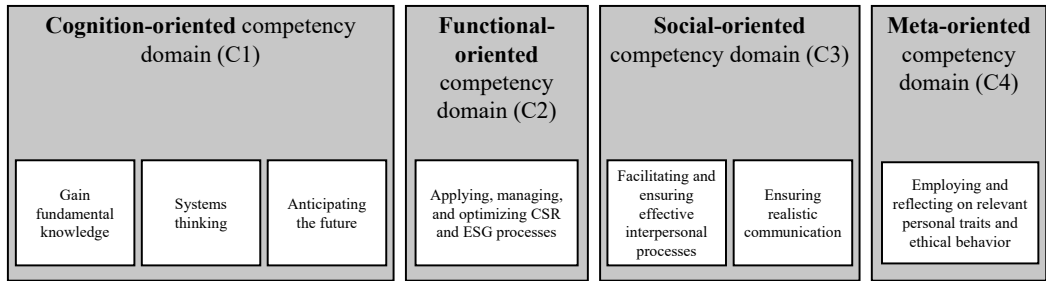 Cognition-oriented competency
domain (C1)
Gain
fundamental
knowledge
Systems
thinking
Anticipating
the future
Functional-
oriented
competency
domain (C2)
Applying, managing,
and optimizing CSR
and ESG processes
Social-oriented
competency domain (C3)
Facilitating and
ensuring
effective
interpersonal
processes
Ensuring
realistic
communication
Meta-oriented
competency
domain (C4)
Employing and
reflecting on relevant
personal traits and
ethical behavior